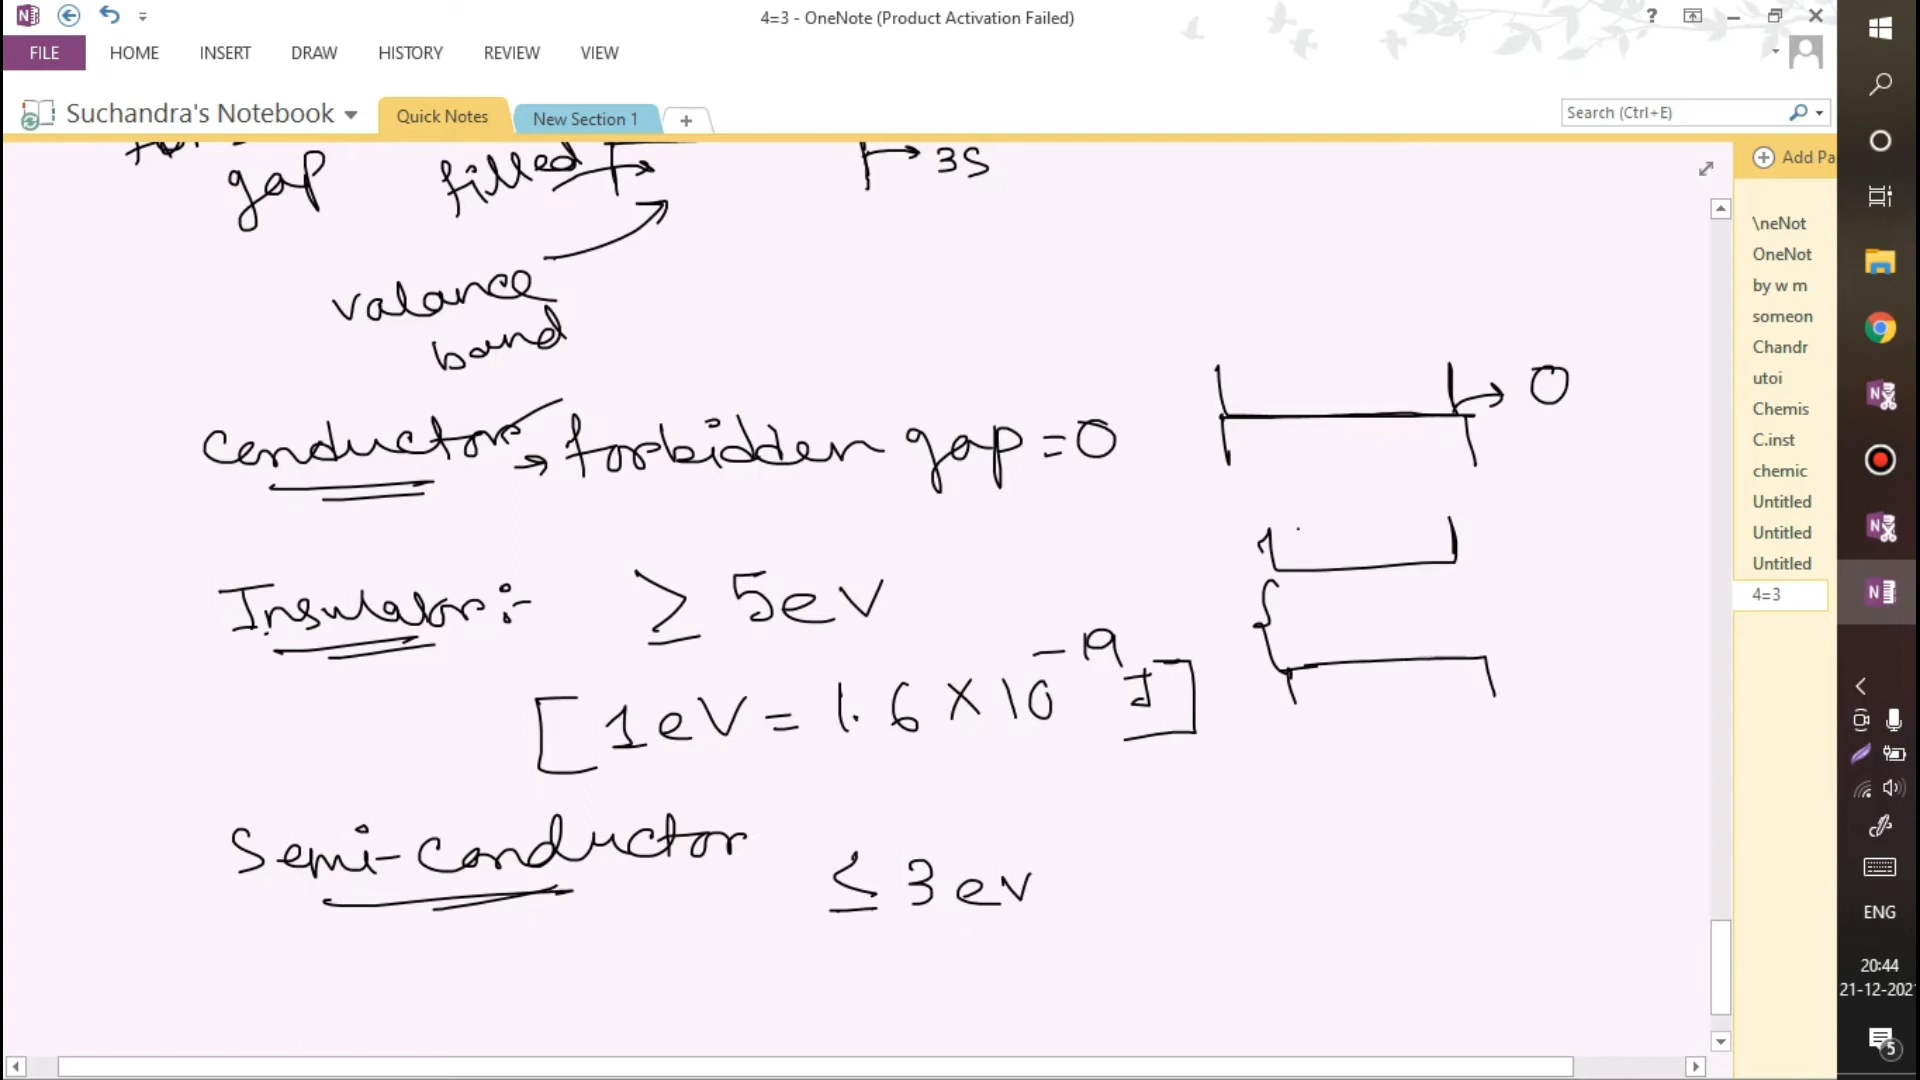 4=3 - OneNote (Product Activation Failed)
FILE HOME INSERT DRAW HISTORY REVIEW VIEW
Suchandra's Notebook Quick Notes New Section 1 +
Search (Ctrl+E)
Add Pa
\neNot
OneNot
by w m
someon
Chandr
utoi
Chemis
C.inst
chemic
Untitled
Untitled
Untitled
4=3
gap filled → 3S
valance
band
conductor → forbidden gap = 0
→ 0
Insulator:- ≥ 5ev
[1eV = 1.6 × 10⁻¹⁹ J]
Semi-conductor ≤ 3ev
ENG
20:44
21-12-202
5